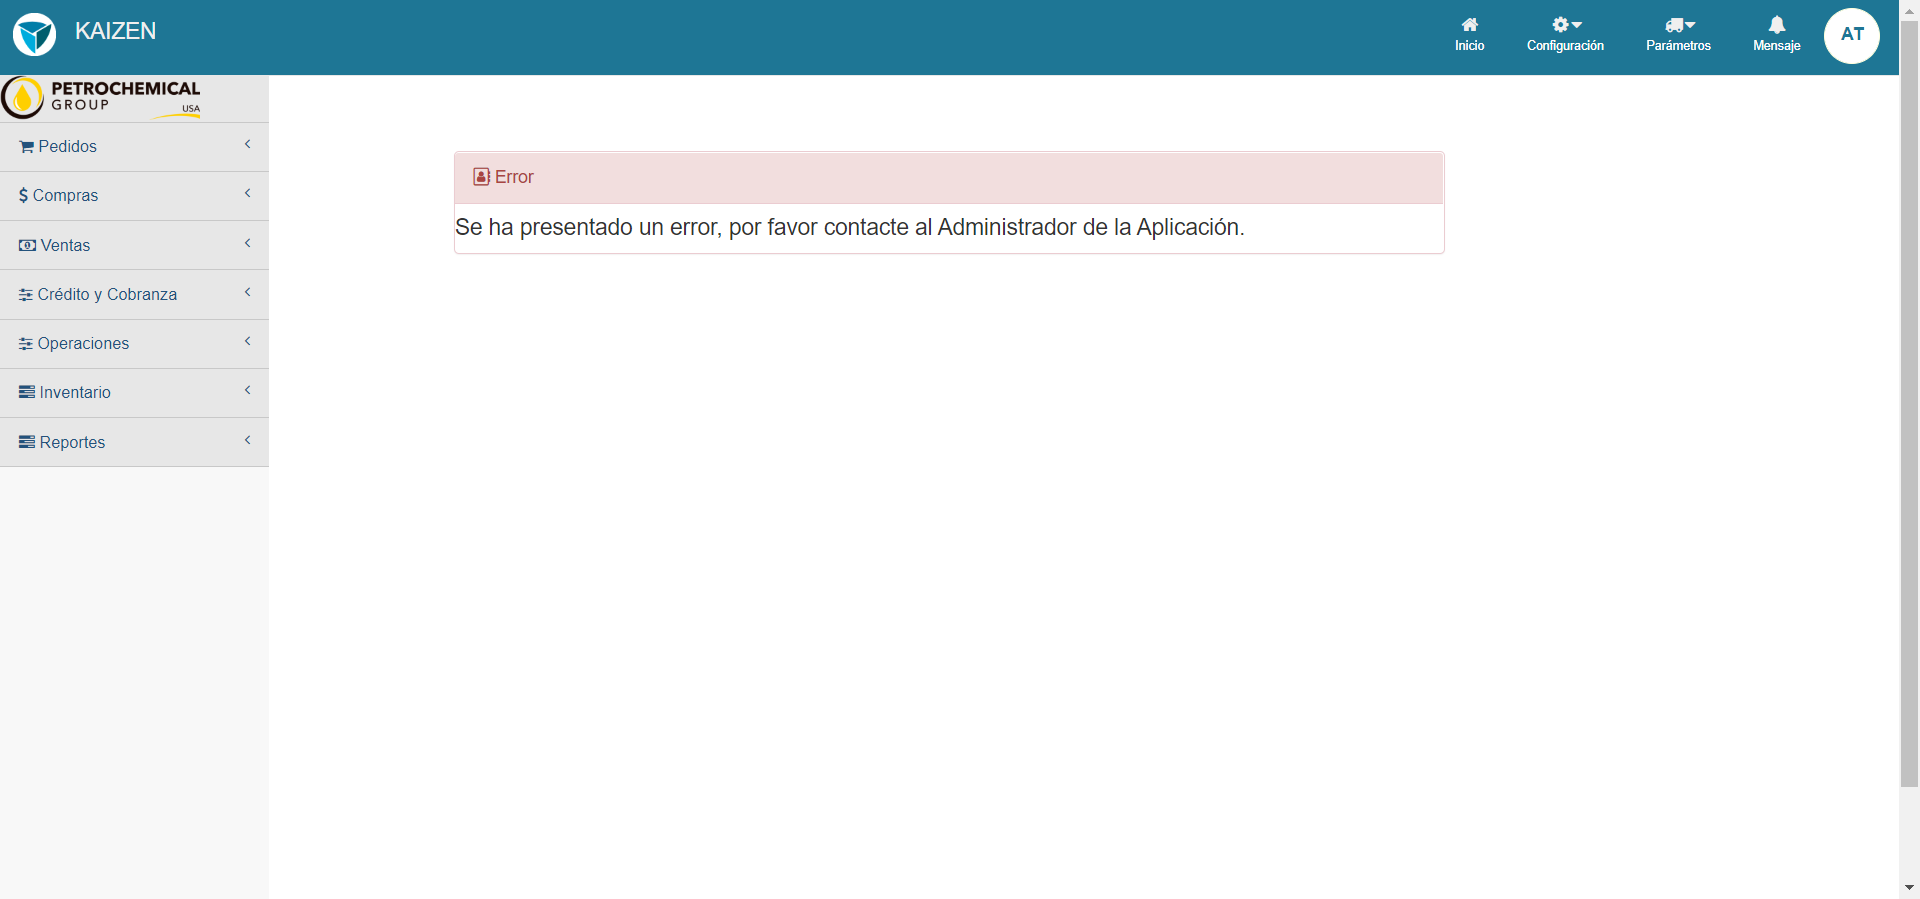 KAIZEN
Inicio
Configuración
Parámetros
Mensaje
AT
PETROCHEMICAL
GROUP
USA
Pedidos
Compras
Ventas
Crédito y Cobranza
Operaciones
Inventario
Reportes
Error
Se ha presentado un error, por favor contacte al Administrador de la Aplicación.